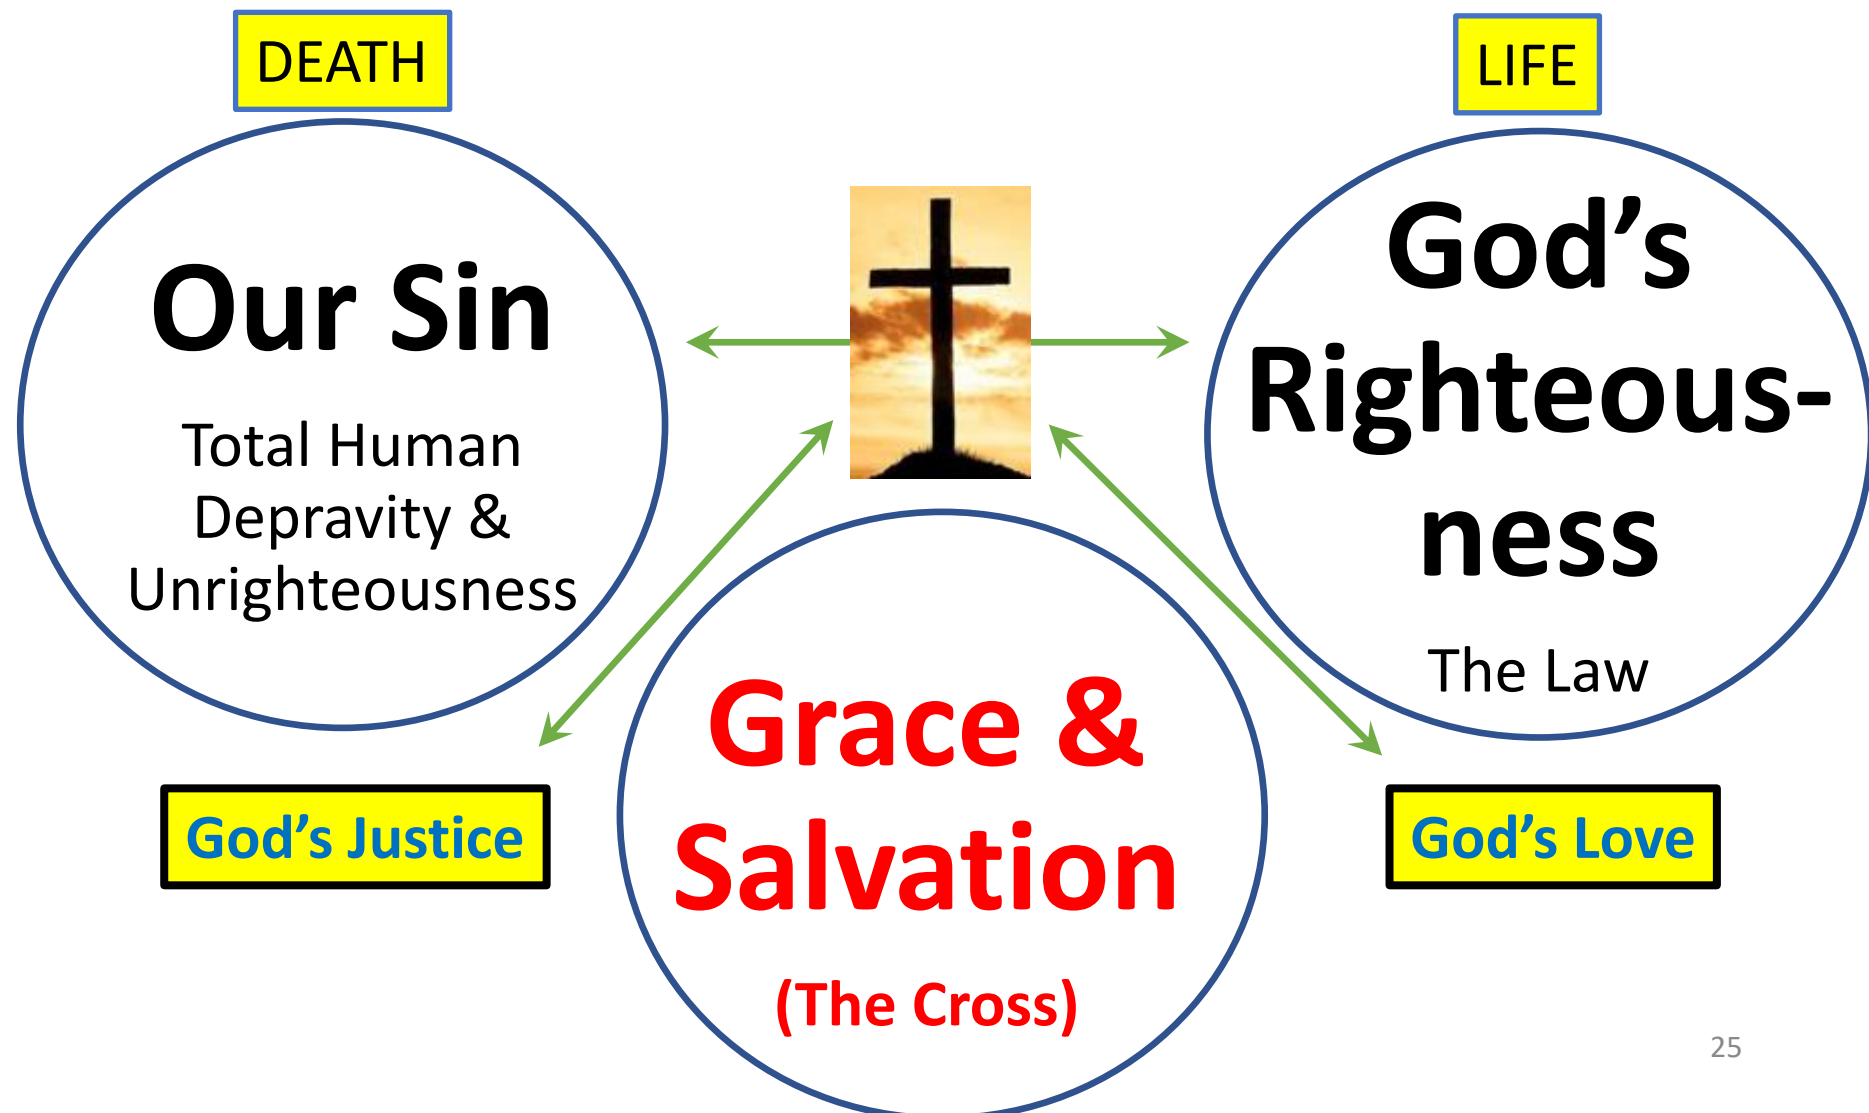 DEATH
LIFE
Our Sin
Total Human
Depravity &
Unrighteousness
God’s
Righteous-
ness
The Law
Grace &
Salvation
(The Cross)
God’s Justice
God’s Love
25